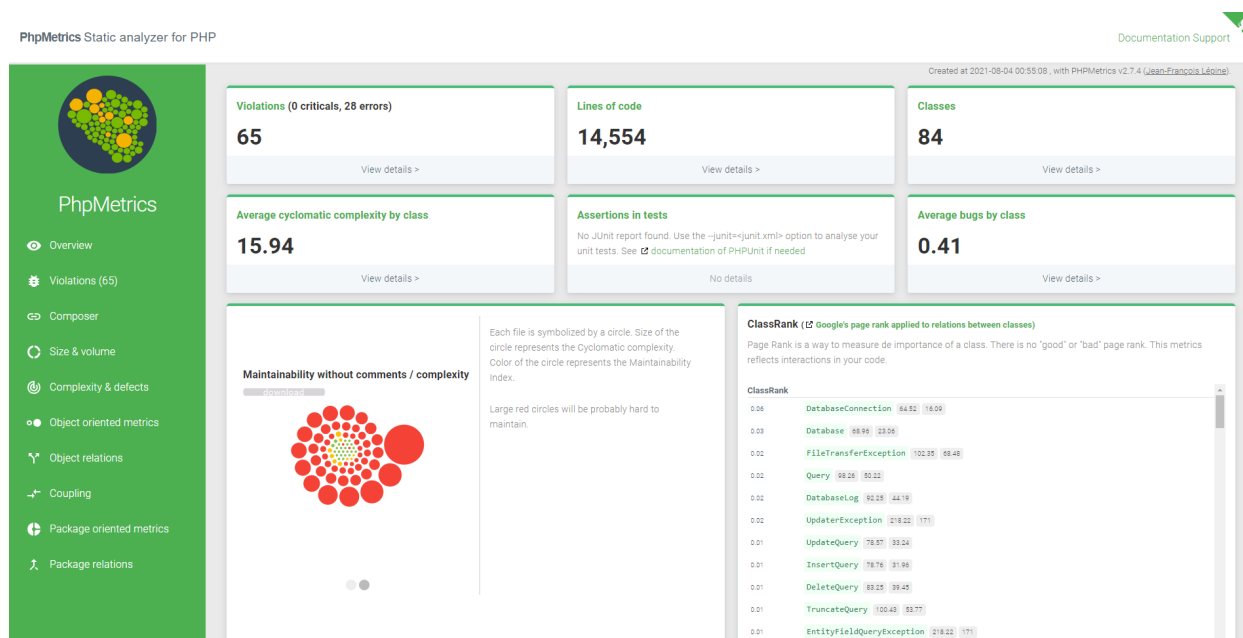 PhpMetrics Static analyzer for PHP
Documentation Support
Created at 2021-08-04 00:55:08 , with PHPMetrics v2.7.4 (Jean-François Lépine).
PhpMetrics
Overview
Violations (65)
Composer
Size & volume
Complexity & defects
Object oriented metrics
Object relations
Coupling
Package oriented metrics
Package relations
Violations (0 criticals, 28 errors)
65
View details >
Lines of code
14,554
View details >
Classes
84
View details >
Average cyclomatic complexity by class
15.94
View details >
Assertions in tests
No JUnit report found. Use the --junit=<junit.xml> option to analyse your
unit tests. See documentation of PHPUnit if needed
No details
Average bugs by class
0.41
View details >
Maintainability without comments / complexity
download
Each file is symbolized by a circle. Size of the
circle represents the Cyclomatic complexity.
Color of the circle represents the Maintainability
Index.
Large red circles will be probably hard to
maintain.
ClassRank ( Google's page rank applied to relations between classes)
Page Rank is a way to measure de importance of a class. There is no "good" or "bad" page rank. This metrics
reflects interactions in your code.
ClassRank
0.06 DatabaseConnection 64.52 16.09
0.03 Database 68.96 23.06
0.02 FileTransferException 102.35 68.48
0.02 Query 98.26 50.22
0.02 DatabaseLog 92.25 44.19
0.02 UpdaterException 218.22 171
0.01 UpdateQuery 78.57 33.24
0.01 InsertQuery 78.76 31.96
0.01 DeleteQuery 83.25 39.45
0.01 TruncateQuery 100.43 53.77
0.01 EntityFieldQueryException 218.22 171